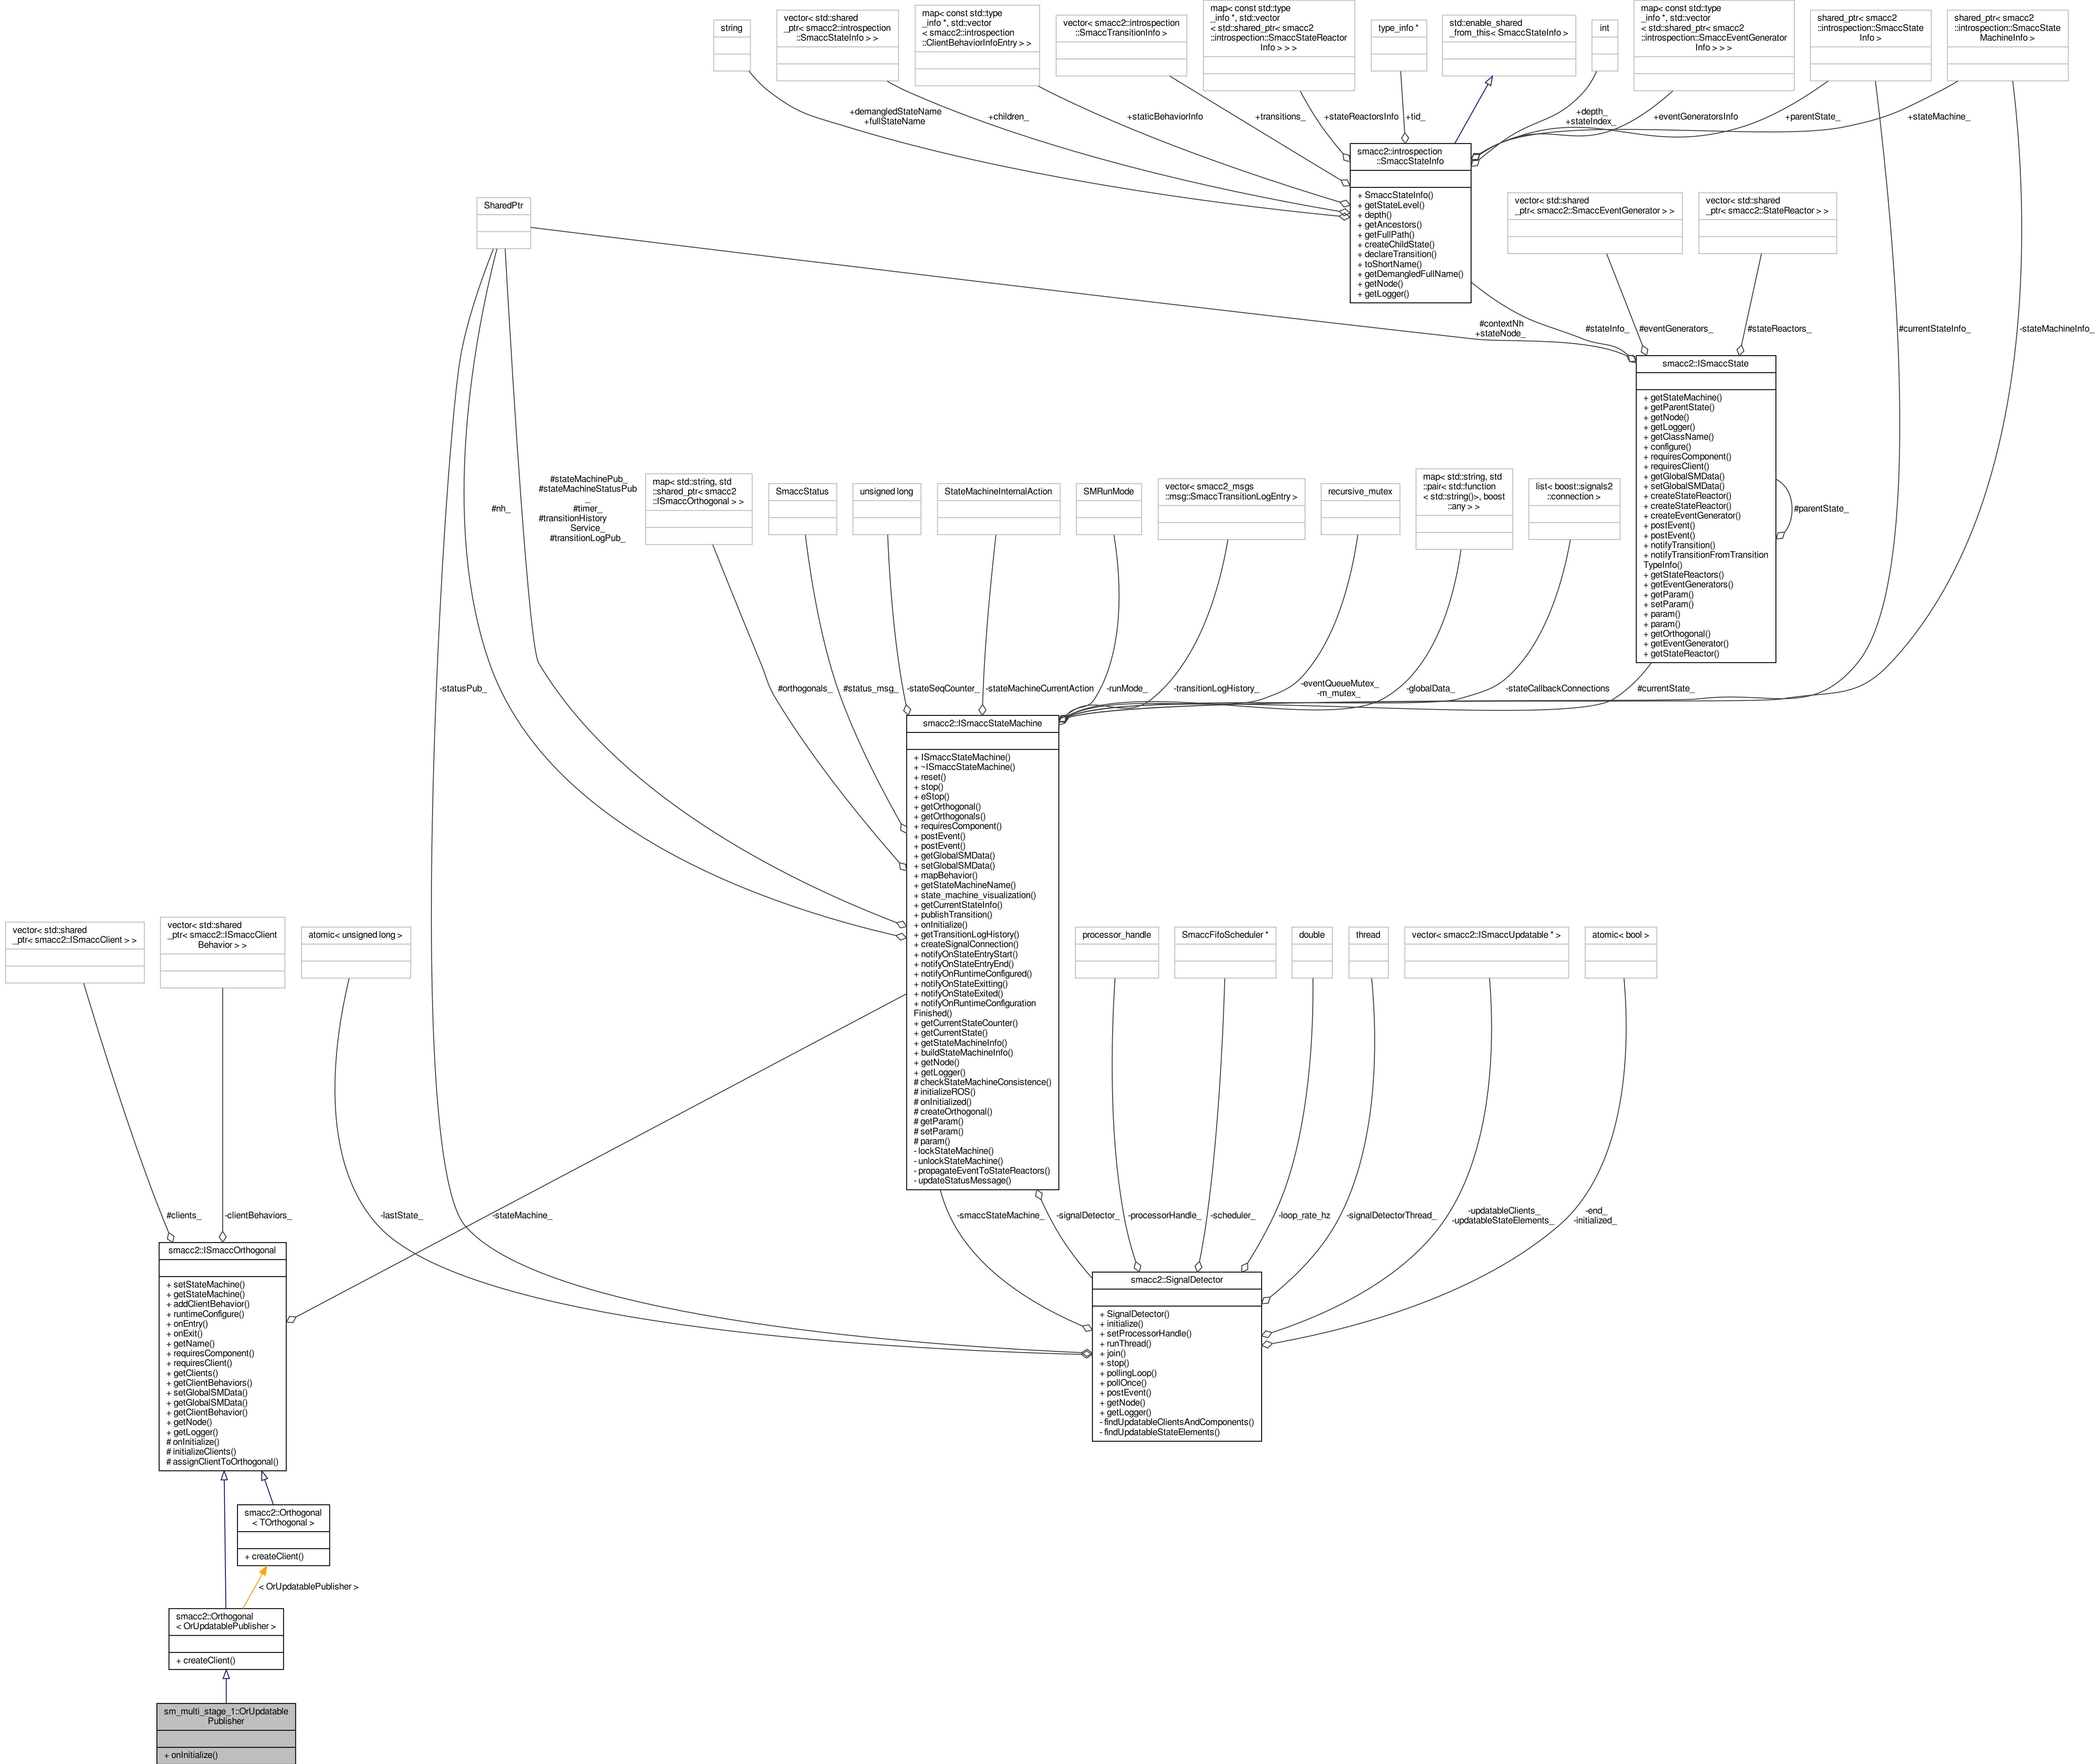 string
vector< std::shared
_ptr< smacc2::introspection
::SmaccStateInfo > >
map< const std::type
_info *, std::vector
< smacc2::introspection
::ClientBehaviorInfoEntry > >
vector< smacc2::introspection
::SmaccTransitionInfo >
map< const std::type
_info *, std::vector
< std::shared_ptr< smacc2
::introspection::SmaccStateReactor
Info > > >
type_info *
std::enable_shared
_from_this< SmaccStateInfo >
int
map< const std::type
_info *, std::vector
< std::shared_ptr< smacc2
::introspection::SmaccEventGenerator
Info > > >
shared_ptr< smacc2
::introspection::SmaccState
Info >
shared_ptr< smacc2
::introspection::SmaccState
MachineInfo >
+demangledStateName
+fullStateName
+children_
+staticBehaviorInfo
+transitions_
+stateReactorsInfo
+tid_
+depth_
+stateIndex_
+eventGeneratorsInfo
+parentState_
+stateMachine_
smacc2::introspection
::SmaccStateInfo
+ SmaccStateInfo()
+ getStateLevel()
+ depth()
+ getAncestors()
+ getFullPath()
+ createChildState()
+ declareTransition()
+ toShortName()
+ getDemangledFullName()
+ getNode()
+ getLogger()
SharedPtr
vector< std::shared
_ptr< smacc2::SmaccEventGenerator > >
vector< std::shared
_ptr< smacc2::StateReactor > >
#contextNh
+stateNode_
#stateInfo_
#eventGenerators_
#stateReactors_
#currentStateInfo_
-stateMachineInfo_
smacc2::ISmaccState
+ getStateMachine()
+ getParentState()
+ getNode()
+ getLogger()
+ getClassName()
+ configure()
+ requiresComponent()
+ requiresClient()
+ getGlobalSMData()
+ setGlobalSMData()
+ createStateReactor()
+ createStateReactor()
+ createEventGenerator()
+ postEvent()
+ postEvent()
+ notifyTransition()
+ notifyTransitionFromTransition
TypeInfo()
+ getStateReactors()
+ getEventGenerators()
+ getParam()
+ setParam()
+ param()
+ param()
+ getOrthogonal()
+ getEventGenerator()
+ getStateReactor()
#parentState_
#nh_
#stateMachinePub_
#stateMachineStatusPub
_
#timer_
#transitionHistory
Service_
#transitionLogPub_
map< std::string, std
::shared_ptr< smacc2
::ISmaccOrthogonal > >
SmaccStatus
unsigned long
StateMachineInternalAction
SMRunMode
vector< smacc2_msgs
::msg::SmaccTransitionLogEntry >
recursive_mutex
map< std::string, std
::pair< std::function
< std::string()>, boost
::any > >
list< boost::signals2
::connection >
-statusPub_
#orthogonals_
#status_msg_
-stateSeqCounter_
-stateMachineCurrentAction
-runMode_
-transitionLogHistory_
-eventQueueMutex_
-m_mutex_
-globalData_
-stateCallbackConnections
#currentState_
smacc2::ISmaccStateMachine
+ ISmaccStateMachine()
+ ~ISmaccStateMachine()
+ reset()
+ stop()
+ eStop()
+ getOrthogonal()
+ getOrthogonals()
+ requiresComponent()
+ postEvent()
+ postEvent()
+ getGlobalSMData()
+ setGlobalSMData()
+ mapBehavior()
+ getStateMachineName()
+ state_machine_visualization()
+ getCurrentStateInfo()
+ publishTransition()
+ onInitialize()
+ getTransitionLogHistory()
+ createSignalConnection()
+ notifyOnStateEntryStart()
+ notifyOnStateEntryEnd()
+ notifyOnRuntimeConfigured()
+ notifyOnStateExitting()
+ notifyOnStateExited()
+ notifyOnRuntimeConfiguration
Finished()
+ getCurrentStateCounter()
+ getCurrentState()
+ getStateMachineInfo()
+ buildStateMachineInfo()
+ getNode()
+ getLogger()
# checkStateMachineConsistence()
# initializeROS()
# onInitialized()
# createOrthogonal()
# getParam()
# setParam()
# param()
- lockStateMachine()
- unlockStateMachine()
- propagateEventToStateReactors()
- updateStatusMessage()
vector< std::shared
_ptr< smacc2::ISmaccClient > >
vector< std::shared
_ptr< smacc2::ISmaccClient
Behavior > >
atomic< unsigned long >
processor_handle
SmaccFifoScheduler *
double
thread
vector< smacc2::ISmaccUpdatable * >
atomic< bool >
#clients_
-clientBehaviors_
-lastState_
-stateMachine_
-smaccStateMachine_
-signalDetector_
-processorHandle_
-scheduler_
-loop_rate_hz
-signalDetectorThread_
-updatableClients_
-updatableStateElements_
-end_
-initialized_
smacc2::ISmaccOrthogonal
+ setStateMachine()
+ getStateMachine()
+ addClientBehavior()
+ runtimeConfigure()
+ onEntry()
+ onExit()
+ getName()
+ requiresComponent()
+ requiresClient()
+ getClients()
+ getClientBehaviors()
+ setGlobalSMData()
+ getGlobalSMData()
+ getClientBehavior()
+ getNode()
+ getLogger()
# onInitialize()
# initializeClients()
# assignClientToOrthogonal()
smacc2::SignalDetector
+ SignalDetector()
+ initialize()
+ setProcessorHandle()
+ runThread()
+ join()
+ stop()
+ pollingLoop()
+ pollOnce()
+ postEvent()
+ getNode()
+ getLogger()
- findUpdatableClientsAndComponents()
- findUpdatableStateElements()
smacc2::Orthogonal
< TOrthogonal >
+ createClient()
< OrUpdatablePublisher >
smacc2::Orthogonal
< OrUpdatablePublisher >
+ createClient()
sm_multi_stage_1::OrUpdatable
Publisher
+ onInitialize()